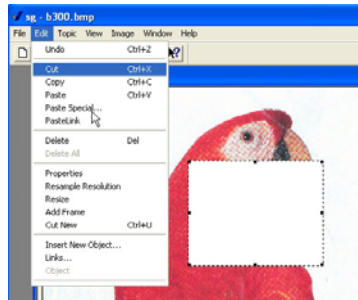 sg - b300.bmp
File Edit Topic View Image Window Help
Undo Ctrl+Z
Cut Ctrl+X
Copy Ctrl+C
Paste Ctrl+V
Paste Special...
PasteLink
Delete Del
Delete All
Properties
Resample Resolution
Resize
Add Frame
Cut New Ctrl+U
Insert New Object...
Links...
Object